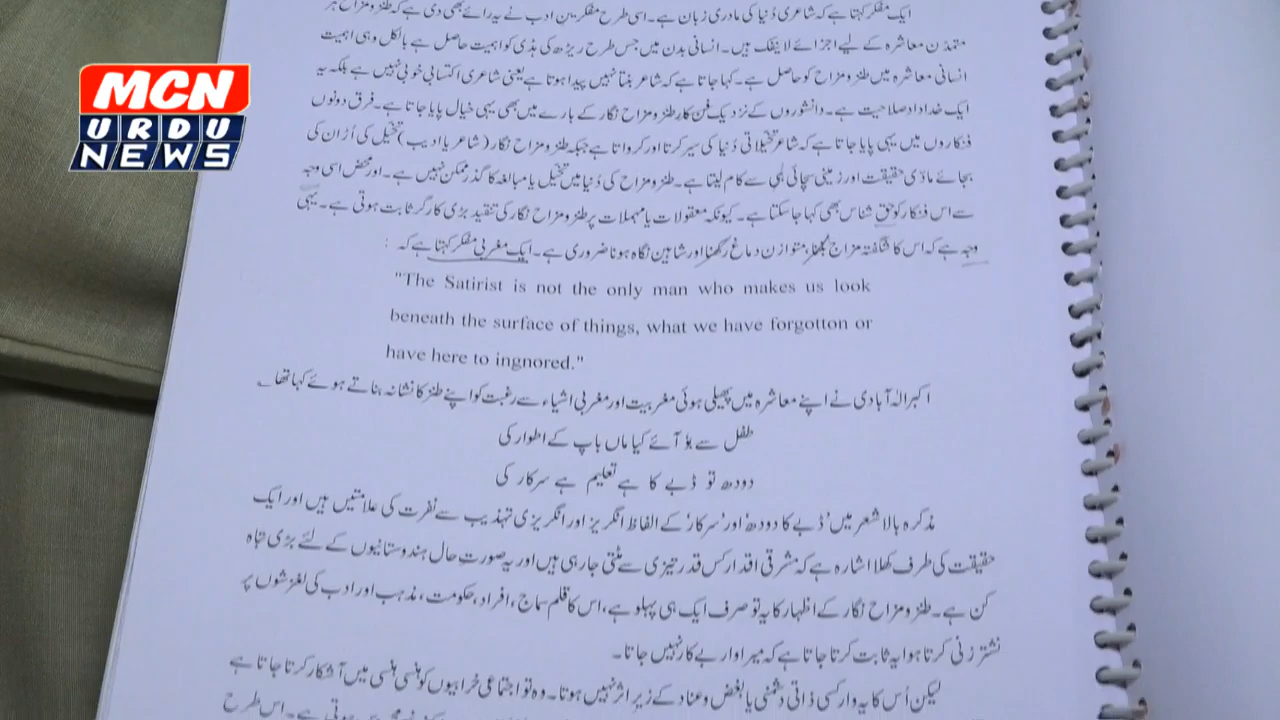 MCN
URDU
NEWS
ایک مفکر کہتا ہے کہ شاعری دُنیا کی مادری زبان ہے۔ اسی طرح مفکرین ادب نے یہ رائے بھی دی ہے کہ طنز و مزاح ہر
متمدن معاشرہ کے لیے اجزائے لاینفک ہیں۔ انسانی بدن میں جس طرح ریڑھ کی ہڈی کو اہمیت حاصل ہے بالکل وہی اہمیت
انسانی معاشرہ میں طنز و مزاح کو حاصل ہے۔ کہا جاتا ہے کہ شاعر بنتا نہیں پیدا ہوتا ہے یعنی شاعری اکتسابی خوبی نہیں ہے بلکہ یہ
ایک خداداد صلاحیت ہے۔ دانشوروں کے نزدیک فن کار طنز و مزاح نگار کے بارے میں بھی یہی خیال پایا جاتا ہے۔ فرق دونوں
فنکاروں میں یہی پایا جاتا ہے کہ شاعر تخیلاتی دُنیا کی سیر کرتا اور کرواتا ہے جبکہ طنز و مزاح نگار (شاعر یا ادیب) تخیل کی اُڑان کی
بجائے مادّی حقیقت اور زمینی سچائی ہی سے کام لیتا ہے۔ طنز و مزاح کی دُنیا میں تخیل یا مبالغہ کا گذر ممکن نہیں ہے۔ اور محض اسی وجہ
سے اس فنکار کو حق شناس بھی کہا جا سکتا ہے۔ کیونکہ معقولات یا مہملات پر طنز و مزاح نگار کی تنقید بڑی کارگر ثابت ہوتی ہے۔ یہی
وجہ ہے کہ اس کا شگفتہ مزاج رکھنا، متوازن دماغ رکھنا اور شاہین نگاہ ہونا ضروری ہے۔ ایک مغربی مفکر کہتا ہے کہ :
"The Satirist is not the only man who makes us look
beneath the surface of things, what we have forgotton or
have here to ingnored."
اکبر الٰہ آبادی نے اپنے معاشرہ میں پھیلی ہوئی مغربیت اور مغربی اشیاء سے رغبت کو اپنے طنز کا نشانہ بناتے ہوئے کہا تھا ؎
طفل سے بو آئے کیا ماں باپ کے اطوار کی
دودھ تو ڈبے کا ہے تعلیم ہے سرکار کی
مذکرہ بالا شعر میں 'ڈبے کا دودھ' اور 'سرکار' کے الفاظ انگریز اور انگریزی تہذیب سے نفرت کی علامتیں ہیں اور ایک
حقیقت کی طرف کھلا اشارہ ہے کہ مشرقی اقدار کس قدر تیزی سے مٹتی جا رہی ہیں اور یہ صورتِ حال ہندوستانیوں کے لئے بڑی تباہ
کن ہے۔ طنز و مزاح نگار کے اظہار کا یہ تو صرف ایک ہی پہلو ہے، اس کا قلم سماج، افراد، حکومت، مذہب اور ادب کی لغزشوں پر
نشتر زنی کرتا ہوا یہ ثابت کرتا جاتا ہے کہ میرا وار بے کار نہیں جاتا۔
لیکن اُس کا یہ وار کسی ذاتی دشمنی یا بغض و عناد کے زیر اثر نہیں ہوتا۔ وہ تو اجتماعی خرابیوں کو ہنسی ہنسی میں آشکار کرتا جاتا ہے